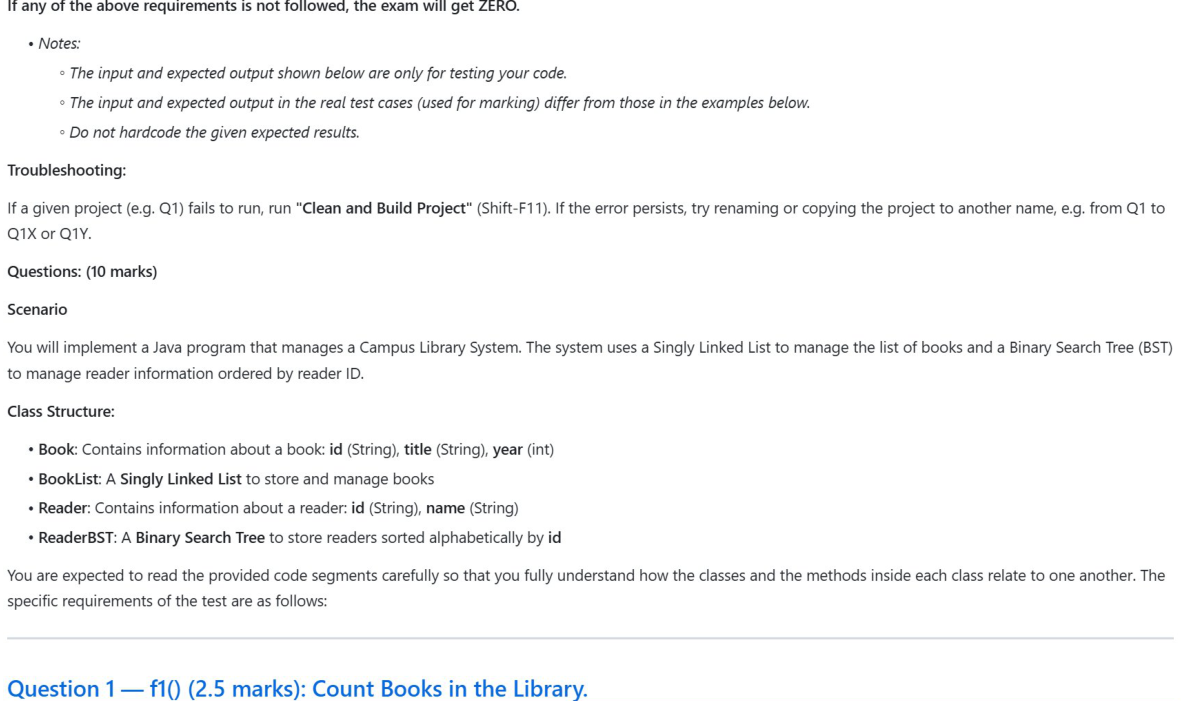 If any of the above requirements is not followed, the exam will get ZERO.
• Notes:
◦ The input and expected output shown below are only for testing your code.
◦ The input and expected output in the real test cases (used for marking) differ from those in the examples below.
◦ Do not hardcode the given expected results.
Troubleshooting:
If a given project (e.g. Q1) fails to run, run "Clean and Build Project" (Shift-F11). If the error persists, try renaming or copying the project to another name, e.g. from Q1 to
Q1X or Q1Y.
Questions: (10 marks)
Scenario
You will implement a Java program that manages a Campus Library System. The system uses a Singly Linked List to manage the list of books and a Binary Search Tree (BST)
to manage reader information ordered by reader ID.
Class Structure:
• Book: Contains information about a book: id (String), title (String), year (int)
• BookList: A Singly Linked List to store and manage books
• Reader: Contains information about a reader: id (String), name (String)
• ReaderBST: A Binary Search Tree to store readers sorted alphabetically by id
You are expected to read the provided code segments carefully so that you fully understand how the classes and the methods inside each class relate to one another. The
specific requirements of the test are as follows:
Question 1 — f1() (2.5 marks): Count Books in the Library.